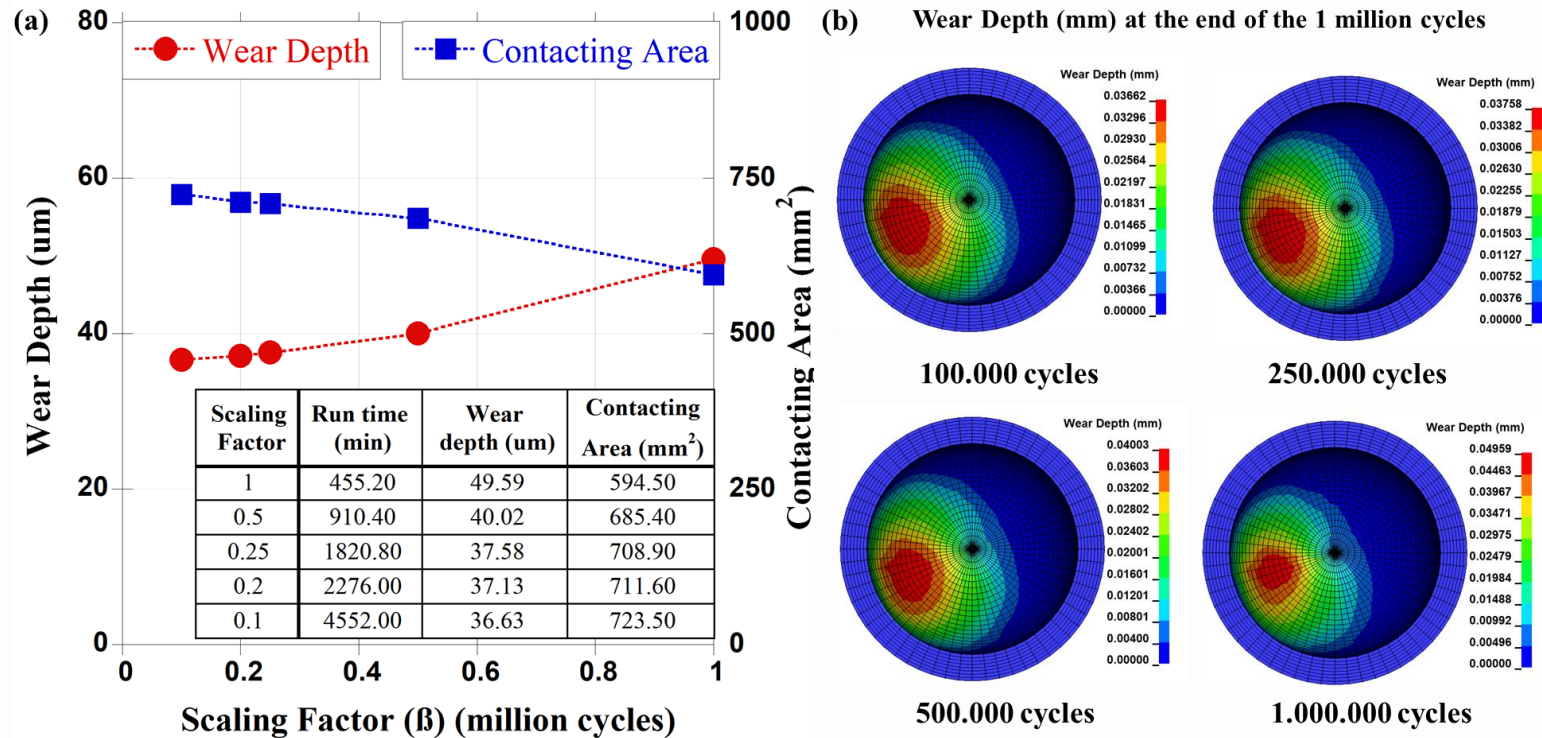 (a)
Wear Depth
Contacting Area
80
60
40
20
0
Wear Depth (um)
1000
750
500
250
0
Contacting Area (mm²)
0
0.2
0.4
0.6
0.8
1
Scaling Factor (ß) (million cycles)
Scaling Factor Run time (min) Wear depth (um) Contacting Area (mm²)
1 455.20 49.59 594.50
0.5 910.40 40.02 685.40
0.25 1820.80 37.58 708.90
0.2 2276.00 37.13 711.60
0.1 4552.00 36.63 723.50
(b) Wear Depth (mm) at the end of the 1 million cycles
Wear Depth (mm)
0.03662
0.03296
0.02930
0.02564
0.02197
0.01831
0.01465
0.01099
0.00732
0.00366
0.00000
100.000 cycles
Wear Depth (mm)
0.03758
0.03382
0.03006
0.02630
0.02255
0.01879
0.01503
0.01127
0.00752
0.00376
0.00000
250.000 cycles
Wear Depth (mm)
0.04003
0.03603
0.03202
0.02802
0.02402
0.02001
0.01601
0.01201
0.00801
0.00400
0.00000
500.000 cycles
Wear Depth (mm)
0.04959
0.04463
0.03967
0.03471
0.02975
0.02479
0.01984
0.01488
0.00992
0.00496
0.00000
1.000.000 cycles